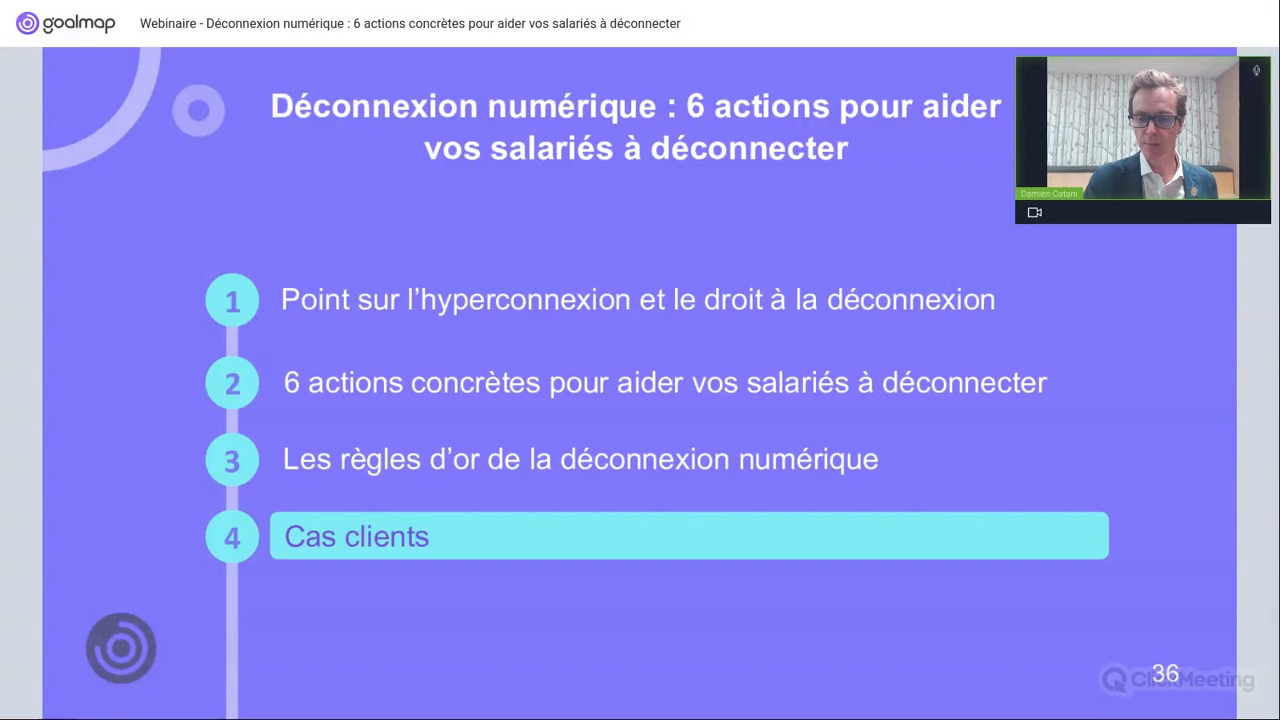 goalmap
Webinaire - Déconnexion numérique : 6 actions concrètes pour aider vos salariés à déconnecter
Déconnexion numérique : 6 actions pour aider
vos salariés à déconnecter
Damien Catani
1 Point sur l’hyperconnexion et le droit à la déconnexion
2 6 actions concrètes pour aider vos salariés à déconnecter
3 Les règles d’or de la déconnexion numérique
4 Cas clients
36
ClickMeeting